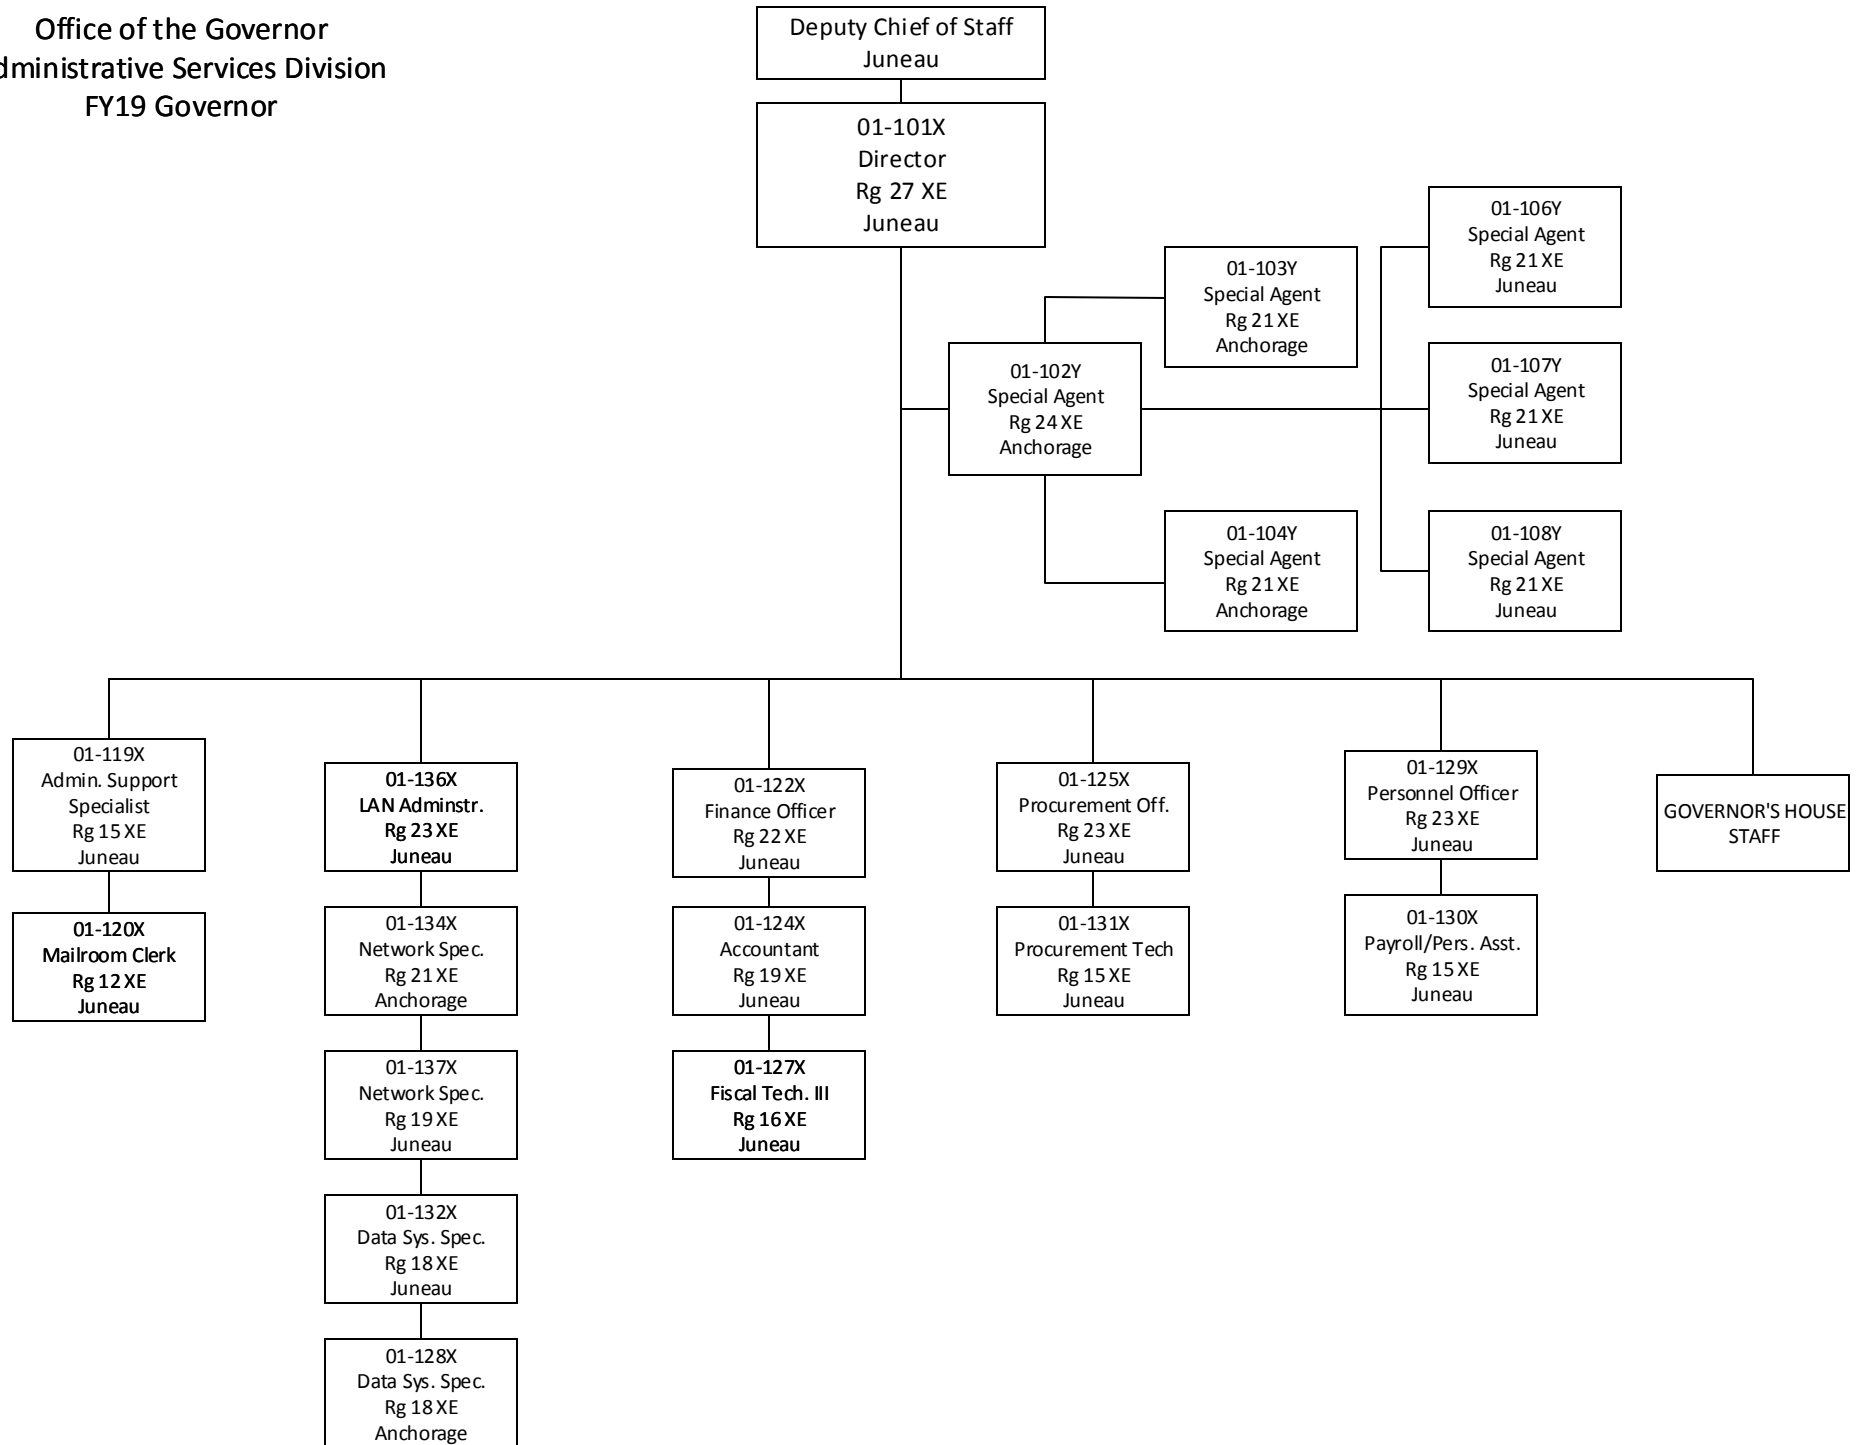 Office of the Governor
dministrative Services Division
FY19 Governor
Deputy Chief of Staff
Juneau
01-101X
Director
Rg 27 XE
Juneau
01-106Y
Special Agent
Rg 21 XE
Juneau
01-103Y
Special Agent
Rg 21 XE
Anchorage
01-102Y
Special Agent
Rg 24 XE
Anchorage
01-107Y
Special Agent
Rg 21 XE
Juneau
01-104Y
Special Agent
Rg 21 XE
Anchorage
01-108Y
Special Agent
Rg 21 XE
Juneau
01-119X
Admin. Support
Specialist
Rg 15 XE
Juneau
01-120X
Mailroom Clerk
Rg 12 XE
Juneau
01-136X
LAN Adminstr.
Rg 23 XE
Juneau
01-134X
Network Spec.
Rg 21 XE
Anchorage
01-137X
Network Spec.
Rg 19 XE
Juneau
01-132X
Data Sys. Spec.
Rg 18 XE
Juneau
01-128X
Data Sys. Spec.
Rg 18 XE
Anchorage
01-122X
Finance Officer
Rg 22 XE
Juneau
01-124X
Accountant
Rg 19 XE
Juneau
01-127X
Fiscal Tech. III
Rg 16 XE
Juneau
01-125X
Procurement Off.
Rg 23 XE
Juneau
01-131X
Procurement Tech
Rg 15 XE
Juneau
01-129X
Personnel Officer
Rg 23 XE
Juneau
01-130X
Payroll/Pers. Asst.
Rg 15 XE
Juneau
GOVERNOR'S HOUSE
STAFF